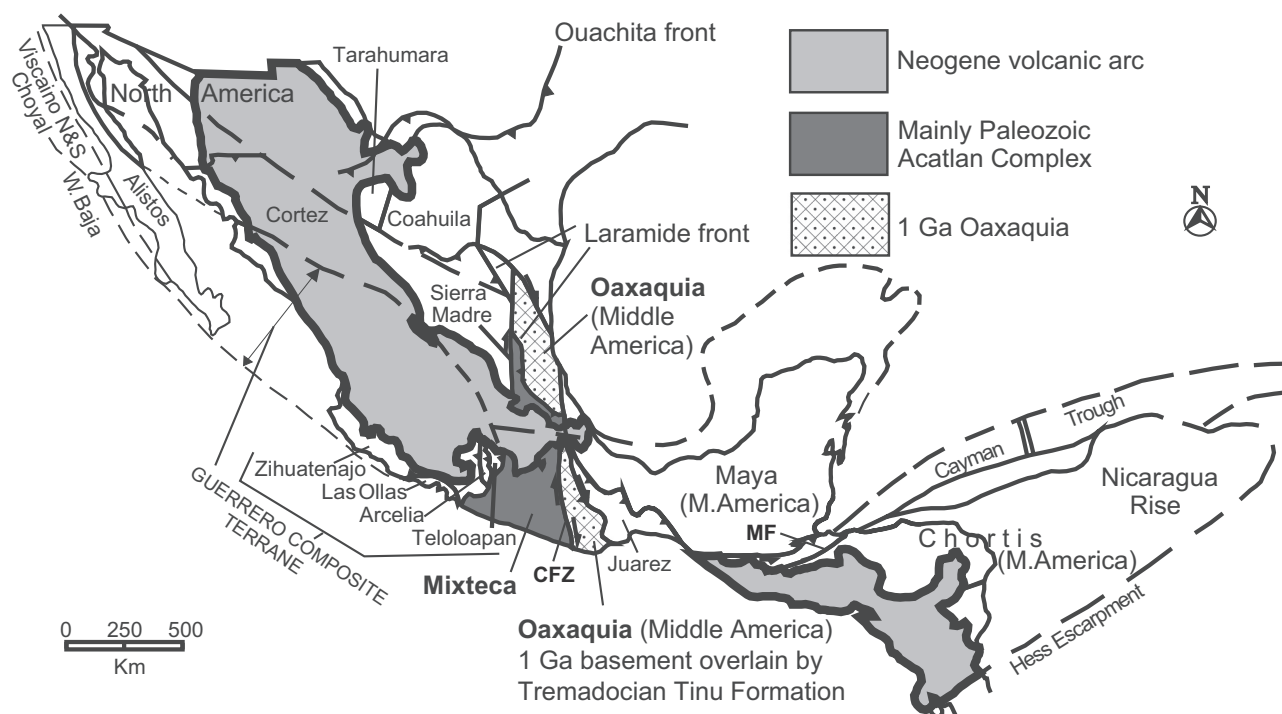 Ouachita front
Tarahumara
Neogene volcanic arc
Viscaino N&S
Choyal
W. Baja
North America
Alistos
Mainly Paleozoic
Acatlan Complex
N
Cortez
Coahuila
Laramide front
1 Ga Oaxaquia
Sierra
Madre
Oaxaquia
(Middle
America)
Cayman Trough
Zihuatenajo
Las Ollas
Arcelia
Teloloapan
GUERRERO COMPOSITE
TERRANE
Maya
(M.America)
MF
Nicaragua
Rise
Chortis
(M.America)
Mixteca
CFZ
Juarez
Hess Escarpment
0 250 500
Km
Oaxaquia (Middle America)
1 Ga basement overlain by
Tremadocian Tinu Formation